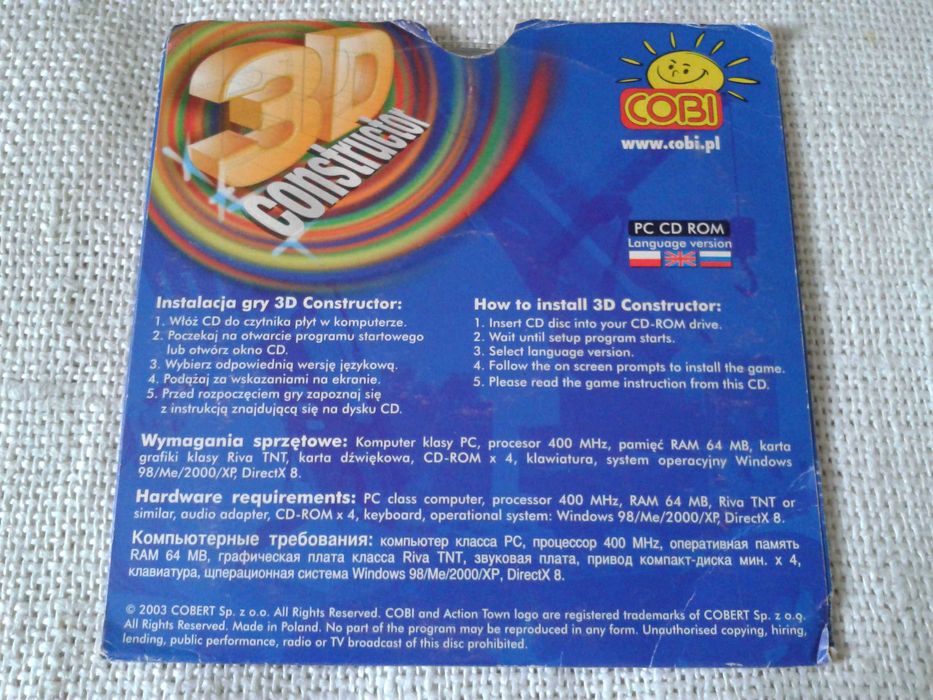 3D
constructor
COBI
www.cobi.pl
PC CD ROM
Language version
Instalacja gry 3D Constructor:
1. Włóż CD do czytnika płyt w komputerze.
2. Poczekaj na otwarcie programu startowego
lub otwórz okno CD.
3. Wybierz odpowiednią wersję językową.
4. Podążaj za wskazaniami na ekranie.
5. Przed rozpoczęciem gry zapoznaj się
z instrukcją znajdującą się na dysku CD.
How to install 3D Constructor:
1. Insert CD disc into your CD-ROM drive.
2. Wait until setup program starts.
3. Select language version.
4. Follow the on screen prompts to install the game.
5. Please read the game instruction from this CD.
Wymagania sprzętowe: Komputer klasy PC, procesor 400 MHz, pamięć RAM 64 MB, karta
grafiki klasy Riva TNT, karta dźwiękowa, CD-ROM x 4, klawiatura, system operacyjny Windows
98/Me/2000/XP, DirectX 8.
Hardware requirements: PC class computer, processor 400 MHz, RAM 64 MB, Riva TNT or
similar, audio adapter, CD-ROM x 4, keyboard, operational system: Windows 98/Me/2000/XP, DirectX 8.
Компьютерные требования: компьютер класса PC, процессор 400 MHz, оперативная память
RAM 64 MB, графическая плата класса Riva TNT, звуковая плата, привод компакт-диска мин. x 4,
клавиатура, щперационная система Windows 98/Me/2000/XP, DirectX 8.
© 2003 COBERT Sp. z o.o. All Rights Reserved. COBI and Action Town logo are registered trademarks of COBERT Sp. z o.o.
All Rights Reserved. Made in Poland. No part of the program may be reproduced in any form. Unauthorised copying, hiring,
lending, public performance, radio or TV broadcast of this disc prohibited.